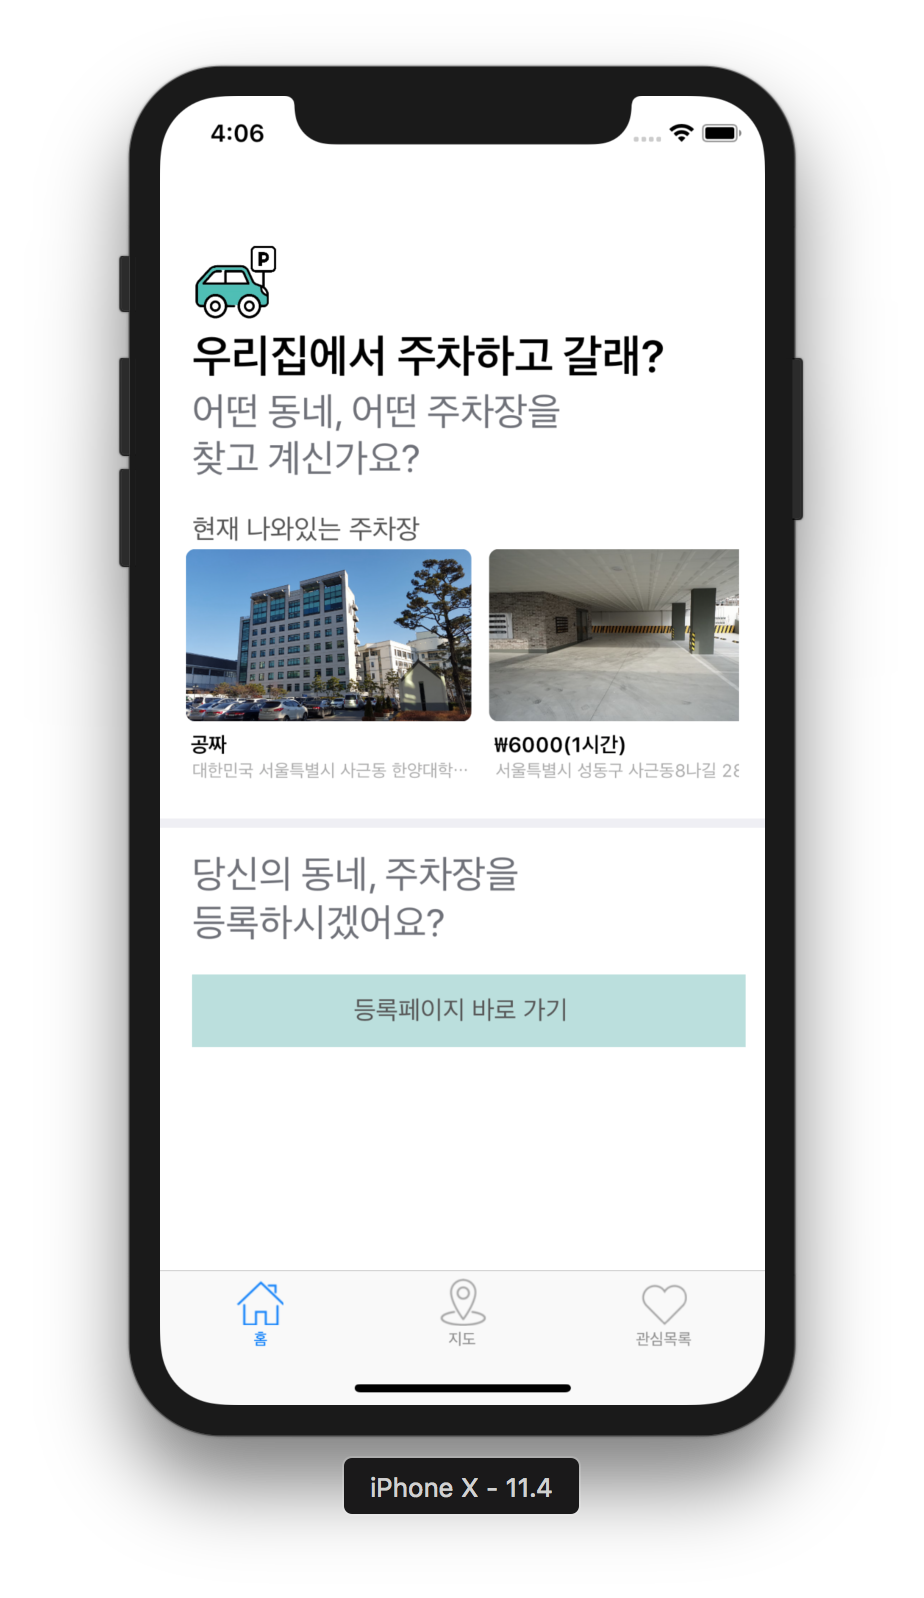 4:06
P
우리집에서 주차하고 갈래?
어떤 동네, 어떤 주차장을
찾고 계신가요?
현재 나와있는 주차장
공짜
₩6000(1시간)
대한민국 서울특별시 사근동 한양대학…
서울특별시 성동구 사근동8나길 28
당신의 동네, 주차장을
등록하시겠어요?
등록페이지 바로 가기
홈
지도
관심목록
iPhone X - 11.4